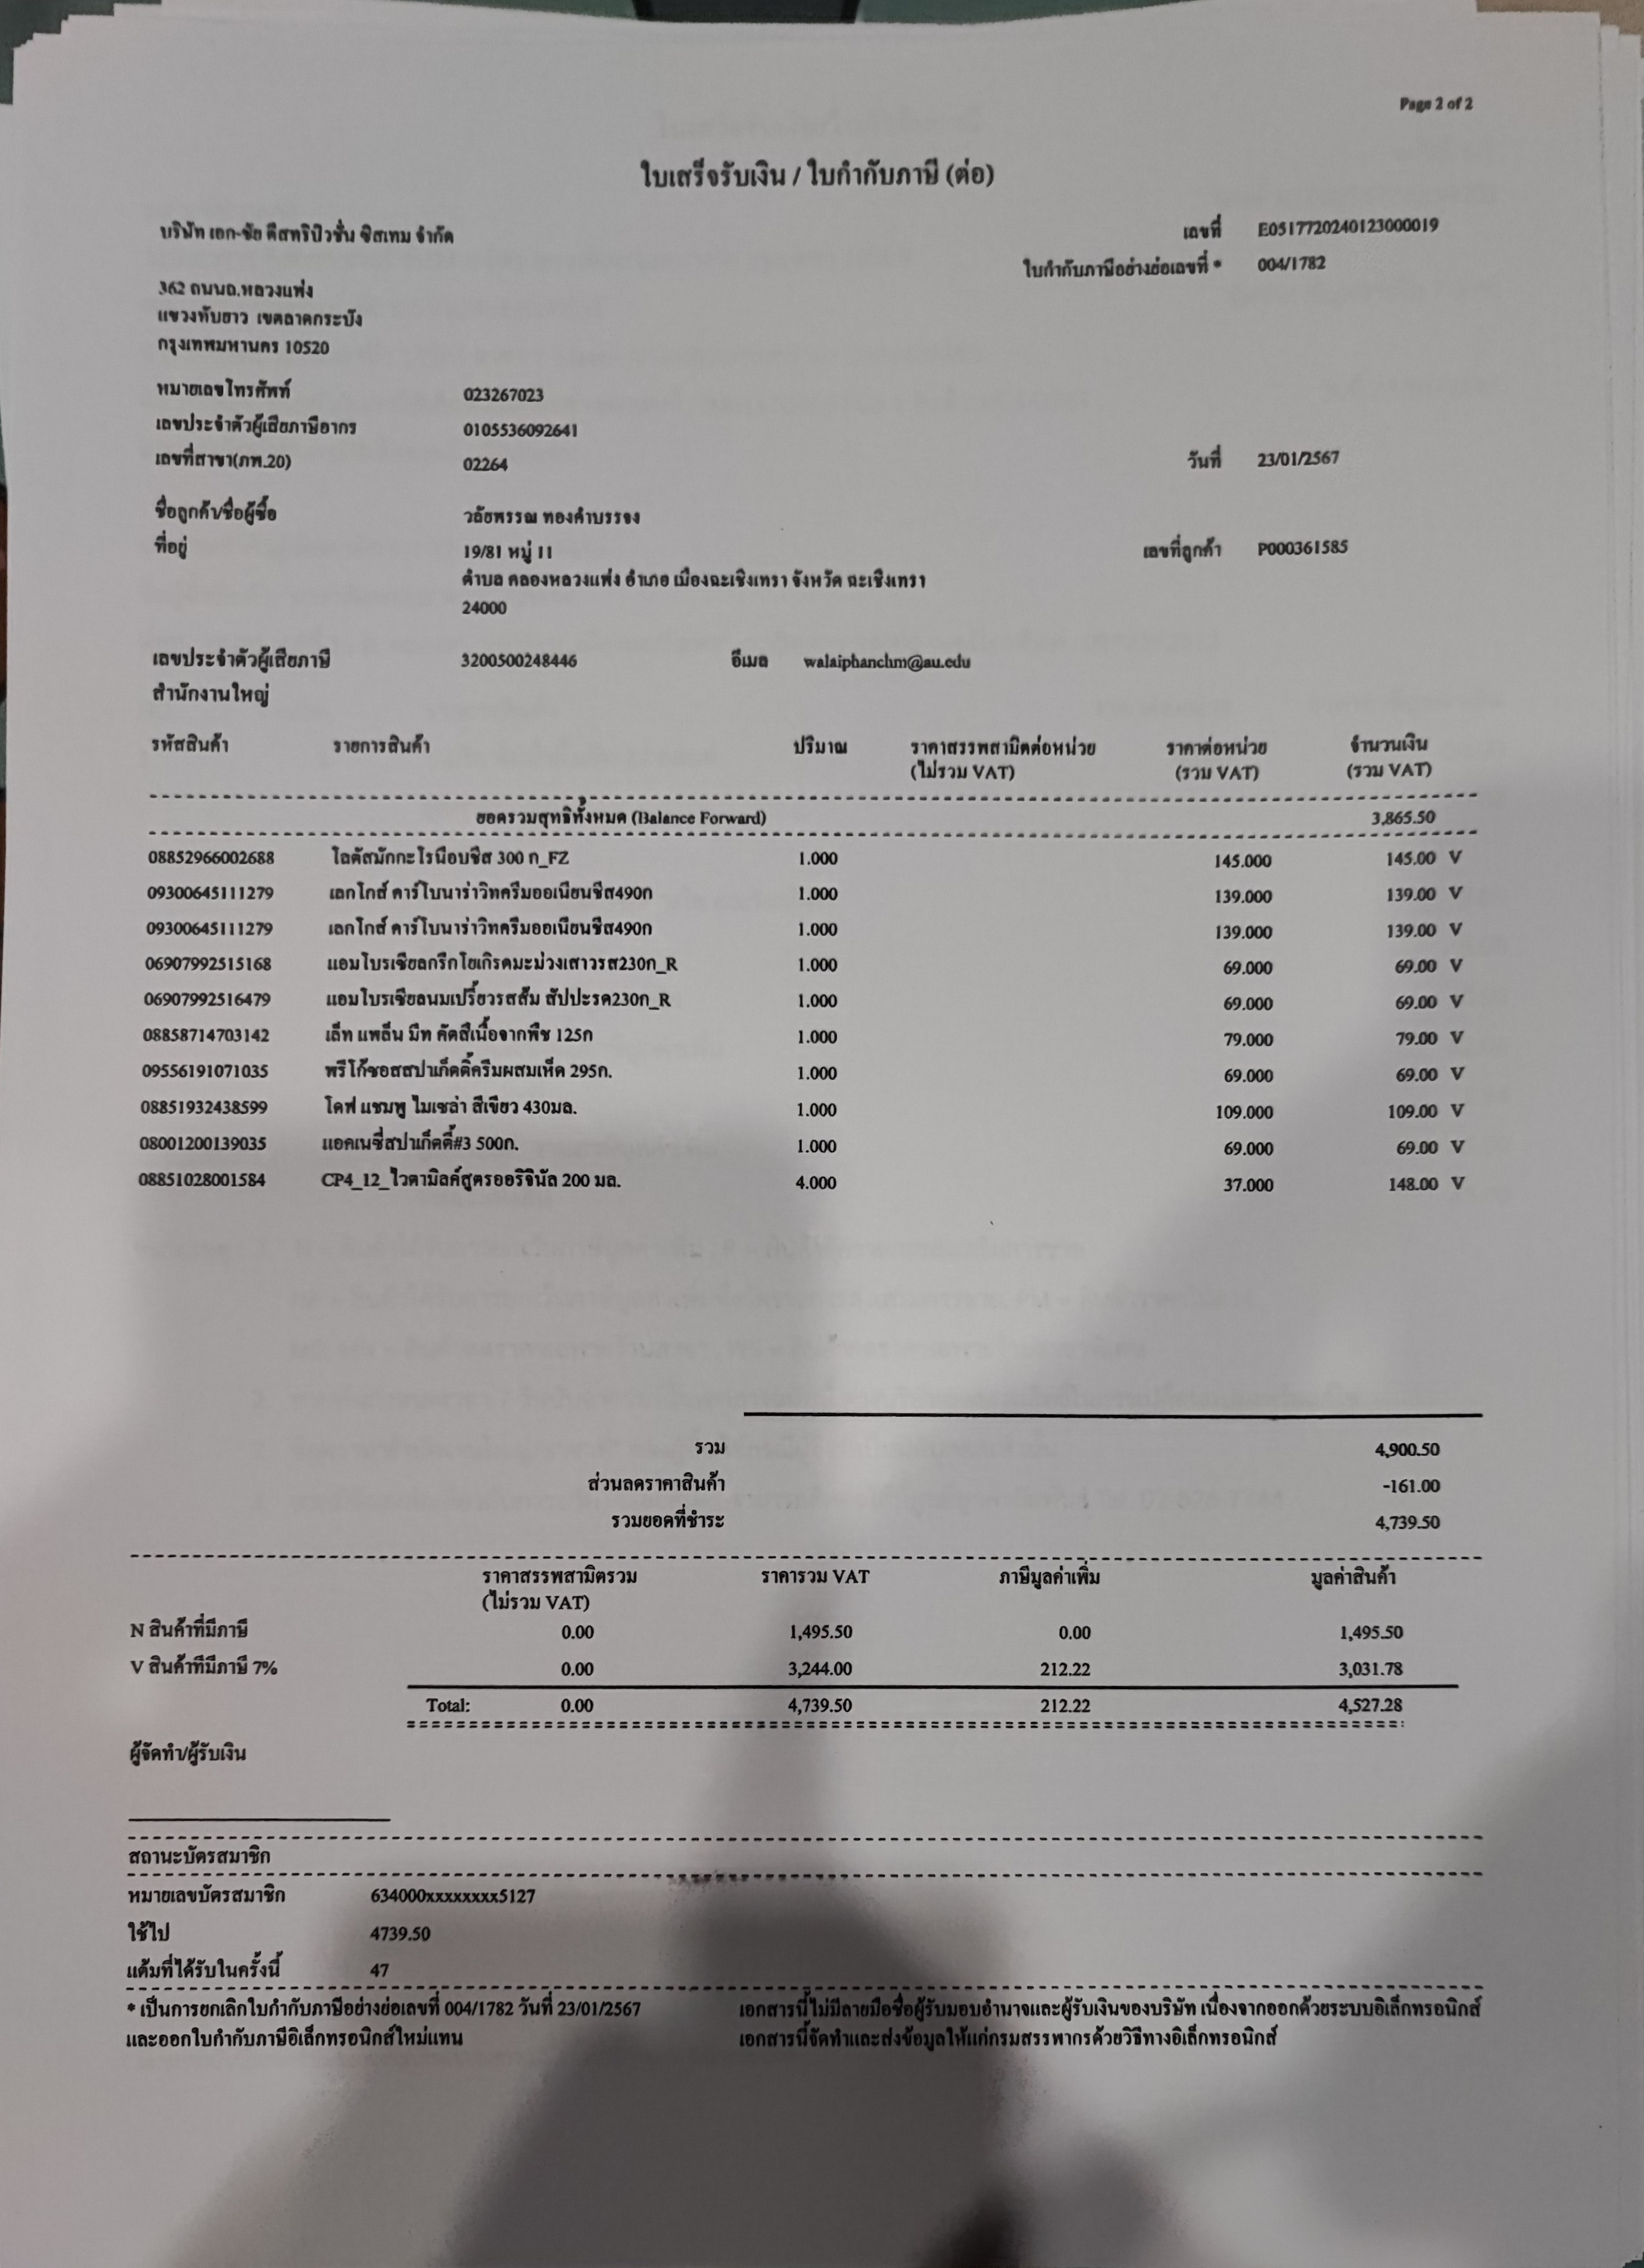 Page 2 of 2
ใบเสร็จรับเงิน / ใบกำกับภาษี (ต่อ)
บริษัท เอก-ชัย ดีสทริบิวชั่น ซิสเทม จำกัด
เลขที่ E0517720240123000019
ใบกำกับภาษีอย่างย่อเลขที่ * 004/1782
362 ถนนถ.หลวงแพ่ง
แขวงทับยาว เขตลาดกระบัง
กรุงเทพมหานคร 10520
หมายเลขโทรศัพท์ 023267023
เลขประจำตัวผู้เสียภาษีอากร 0105536092641
เลขที่สาขา(ภพ.20) 02264 วันที่ 23/01/2567
ชื่อลูกค้า/ชื่อผู้ซื้อ วลัยพรรณ ทองคำบรรจง
ที่อยู่ 19/81 หมู่ 11 เลขที่ลูกค้า P000361585
ตำบล คลองหลวงแพ่ง อำเภอ เมืองฉะเชิงเทรา จังหวัด ฉะเชิงเทรา
24000
เลขประจำตัวผู้เสียภาษี 3200500248446 อีเมล walaiphanchm@au.edu
สำนักงานใหญ่
รหัสสินค้า รายการสินค้า ปริมาณ ราคาสรรพสามิตต่อหน่วย ราคาต่อหน่วย จำนวนเงิน
(ไม่รวม VAT) (รวม VAT) (รวม VAT)
ยอดรวมสุทธิทั้งหมด (Balance Forward) 3,865.50
08852966002688 โลตัสมักกะโรนีอบชีส 300 ก_FZ 1.000 145.000 145.00 V
09300645111279 เลกโกส์ คาร์โบนาร่าวิทครีมออเนียนชีส490ก 1.000 139.000 139.00 V
09300645111279 เลกโกส์ คาร์โบนาร่าวิทครีมออเนียนชีส490ก 1.000 139.000 139.00 V
06907992515168 แอมโบรเชียลกรีกโยเกิรตมะม่วงเสาวรส230ก_R 1.000 69.000 69.00 V
06907992516479 แอมโบรเชียลนมเปรี้ยวรสส้ม สัปปะรด230ก_R 1.000 69.000 69.00 V
08858714703142 เล็ท แพล็น มีท คัตสึเนื้อจากพืช 125ก 1.000 79.000 79.00 V
09556191071035 พรีโก้ซอสสปาเก็ตตี้ครีมผสมเห็ด 295ก. 1.000 69.000 69.00 V
08851932438599 โดฟ แชมพู ไมเซล่า สีเขียว 430มล. 1.000 109.000 109.00 V
08001200139035 แอคเนซี่สปาเก็ตตี้#3 500ก. 1.000 69.000 69.00 V
08851028001584 CP4_12_ไวตามิลค์สูตรออริจินัล 200 มล. 4.000 37.000 148.00 V
รวม 4,900.50
ส่วนลดราคาสินค้า -161.00
รวมยอดที่ชำระ 4,739.50
ราคาสรรพสามิตรวม ราคารวม VAT ภาษีมูลค่าเพิ่ม มูลค่าสินค้า
(ไม่รวม VAT)
N สินค้าที่มีภาษี 0.00 1,495.50 0.00 1,495.50
V สินค้าที่มีภาษี 7% 0.00 3,244.00 212.22 3,031.78
Total: 0.00 4,739.50 212.22 4,527.28
ผู้จัดทำ/ผู้รับเงิน
สถานะบัตรสมาชิก
หมายเลขบัตรสมาชิก 634000xxxxxxxx5127
ใช้ไป 4739.50
แต้มที่ได้รับในครั้งนี้ 47
* เป็นการยกเลิกใบกำกับภาษีอย่างย่อเลขที่ 004/1782 วันที่ 23/01/2567 เอกสารนี้ไม่มีลายมือชื่อผู้รับมอบอำนาจและผู้รับเงินของบริษัท เนื่องจากออกด้วยระบบอิเล็กทรอนิกส์
และออกใบกำกับภาษีอิเล็กทรอนิกส์ใหม่แทน เอกสารนี้จัดทำและส่งข้อมูลให้แก่กรมสรรพากรด้วยวิธีทางอิเล็กทรอนิกส์